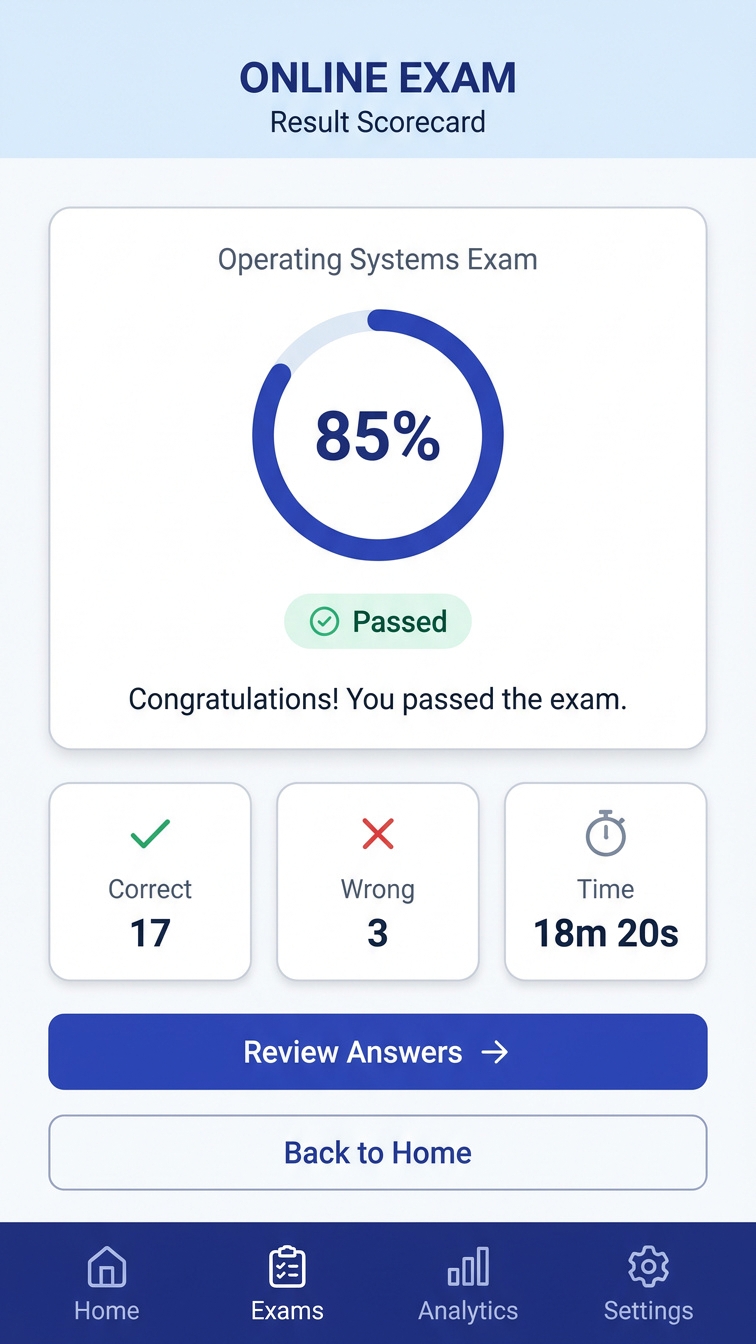 ONLINE EXAM
Result Scorecard
Operating Systems Exam
85%
Passed
Congratulations! You passed the exam.
Correct
17
Wrong
3
Time
18m 20s
Review Answers →
Back to Home
Home
Exams
Analytics
Settings